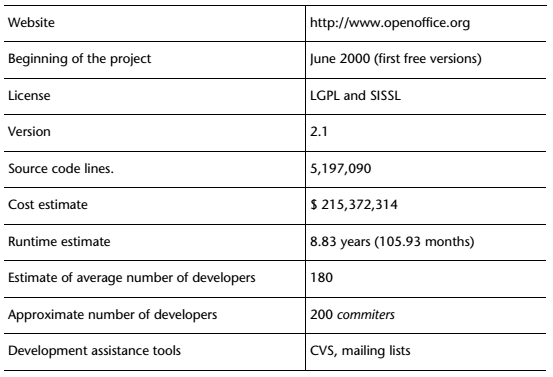 Website http://www.openoffice.org
Beginning of the project June 2000 (first free versions)
License LGPL and SISSL
Version 2.1
Source code lines. 5,197,090
Cost estimate $ 215,372,314
Runtime estimate 8.83 years (105.93 months)
Estimate of average number of developers 180
Approximate number of developers 200 commiters
Development assistance tools CVS, mailing lists